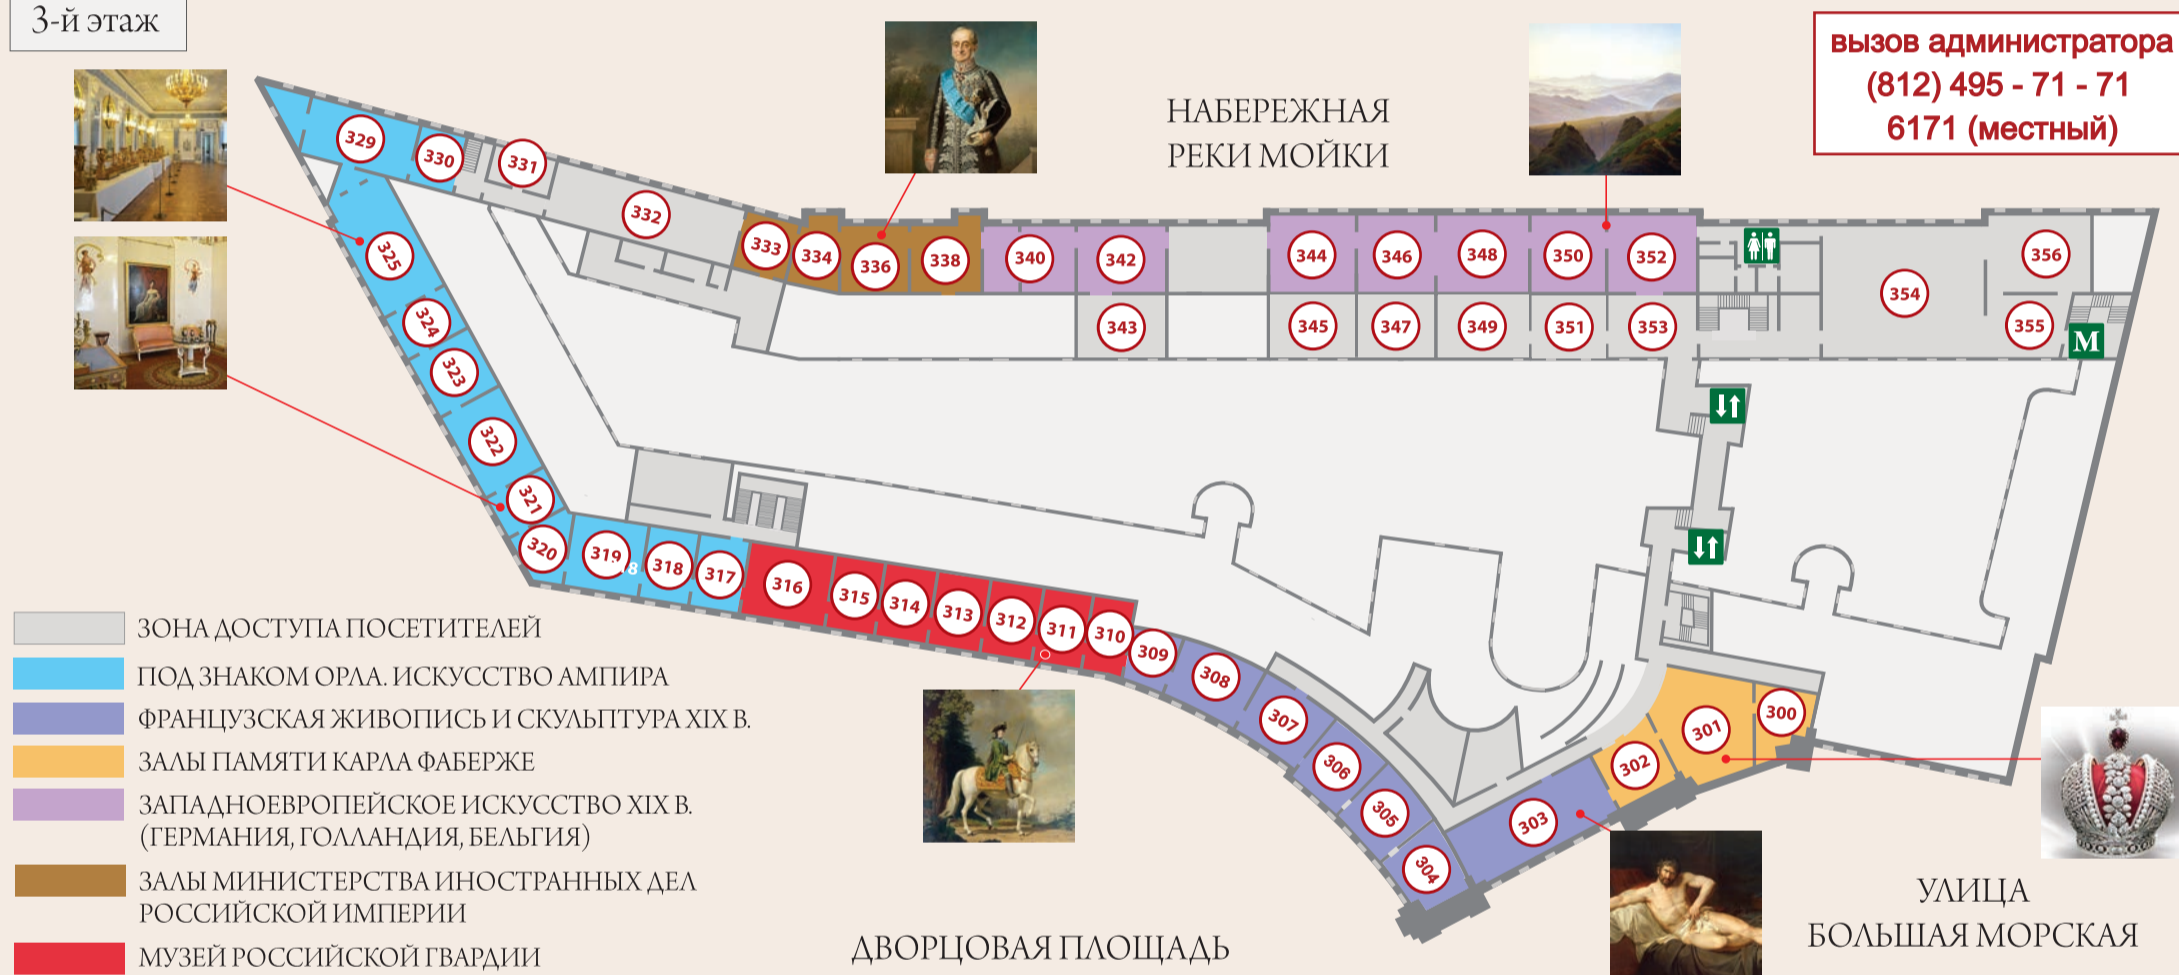 3-й этаж
вызов администратора
(812) 495 - 71 - 71
6171 (местный)
НАБЕРЕЖНАЯ
РЕКИ МОЙКИ
329
330
331
332
333
334
336
338
340
342
344
346
348
350
352
354
356
355
M
343
345
347
349
351
353
325
324
323
322
321
320
319
18
318
317
316
315
314
313
312
311
310
309
308
307
306
305
304
303
302
301
300
ЗОНА ДОСТУПА ПОСЕТИТЕЛЕЙ
ПОД ЗНАКОМ ОРЛА. ИСКУССТВО АМПИРА
ФРАНЦУЗСКАЯ ЖИВОПИСЬ И СКУЛЬПТУРА XIX В.
ЗАЛЫ ПАМЯТИ КАРЛА ФАБЕРЖЕ
ЗАПАДНОЕВРОПЕЙСКОЕ ИСКУССТВО XIX В.
(ГЕРМАНИЯ, ГОЛЛАНДИЯ, БЕЛЬГИЯ)
ЗАЛЫ МИНИСТЕРСТВА ИНОСТРАННЫХ ДЕЛ
РОССИЙСКОЙ ИМПЕРИИ
МУЗЕЙ РОССИЙСКОЙ ГВАРДИИ
ДВОРЦОВАЯ ПЛОЩАДЬ
УЛИЦА
БОЛЬШАЯ МОРСКАЯ